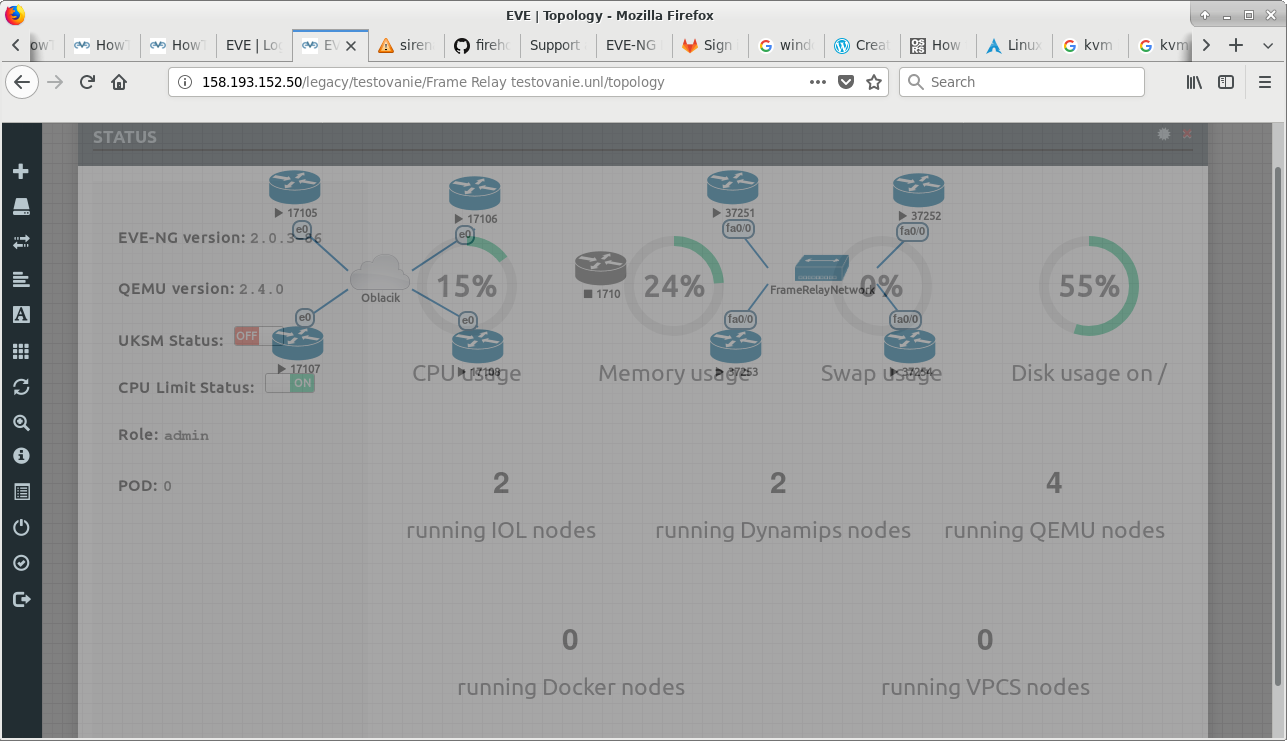 EVE | Topology - Mozilla Firefox
HowT
HowT
EVE | Lo
EV
siren
fireho
Support
EVE-NG
Sign
wind
Creat
How
Linux
kvm
kvm
158.193.152.50/legacy/testovanie/Frame Relay testovanie.unl/topology
Search
STATUS
17105
17106
37251
37252
e0
e0
fa0/0
fa0/0
EVE-NG version: 2.0.3-86
Oblacik
15%
1710
24%
FrameRelayNetwork
0%
55%
QEMU version: 2.4.0
e0
e0
fa0/0
fa0/0
UKSM Status: OFF
17107
17108
37253
37254
CPU usage
Memory usage
Swap usage
Disk usage on /
CPU Limit Status: ON
Role: admin
POD: 0
2
2
4
running IOL nodes
running Dynamips nodes
running QEMU nodes
0
0
running Docker nodes
running VPCS nodes